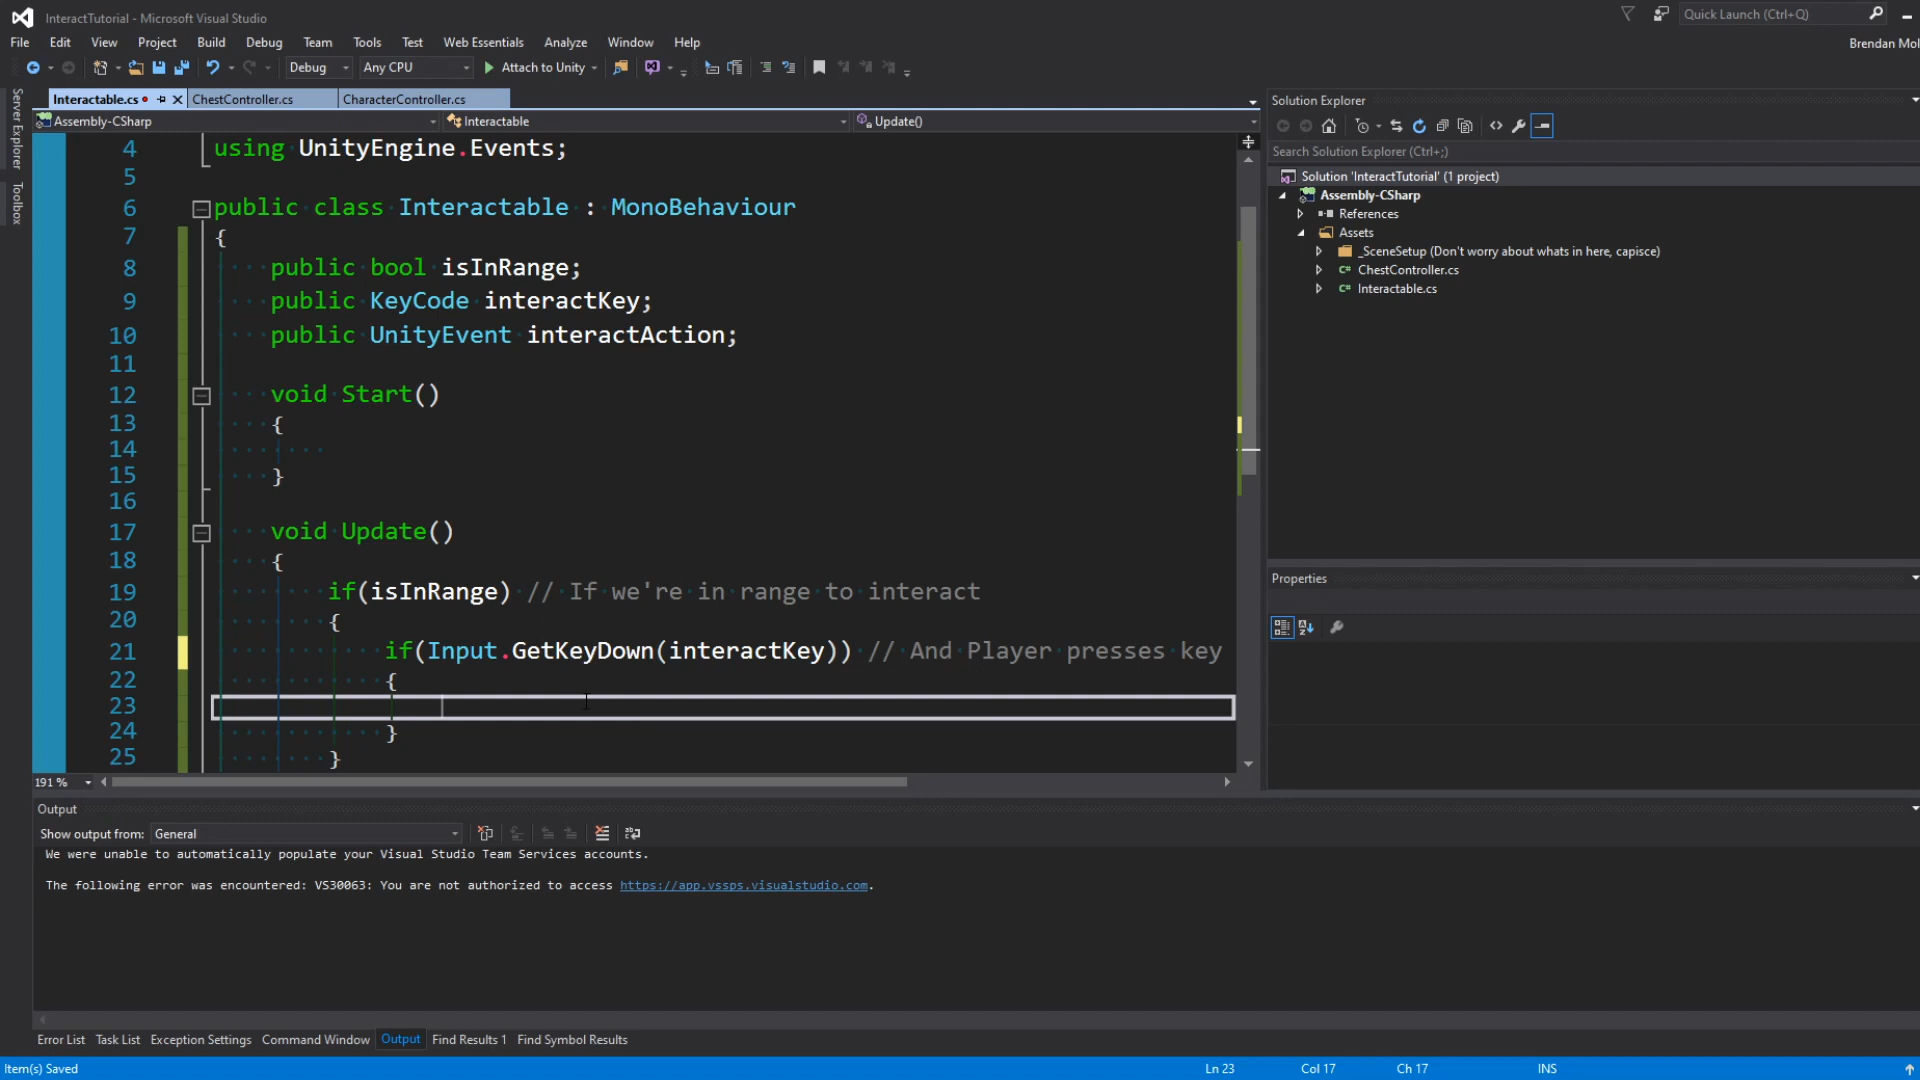 InteractTutorial - Microsoft Visual Studio
Quick Launch (Ctrl+Q)
File Edit View Project Build Debug Team Tools Test Web Essentials Analyze Window Help
Brendan Mol
Debug Any CPU Attach to Unity
Server Explorer
Toolbox
Interactable.cs ChestController.cs CharacterController.cs
Assembly-CSharp Interactable Update()
4 using UnityEngine.Events;
5
6 public class Interactable : MonoBehaviour
7 {
8 public bool isInRange;
9 public KeyCode interactKey;
10 public UnityEvent interactAction;
11
12 void Start()
13 {
14
15 }
16
17 void Update()
18 {
19 if(isInRange) // If we're in range to interact
20 {
21 if(Input.GetKeyDown(interactKey)) // And Player presses key
22 {
23
24 }
25 }
191 %
Solution Explorer
Search Solution Explorer (Ctrl+;)
Solution 'InteractTutorial' (1 project)
Assembly-CSharp
References
Assets
_SceneSetup (Don't worry about whats in here, capisce)
C# ChestController.cs
C# Interactable.cs
Properties
Output
Show output from: General
We were unable to automatically populate your Visual Studio Team Services accounts.
The following error was encountered: VS30063: You are not authorized to access https://app.vssps.visualstudio.com.
Error List Task List Exception Settings Command Window Output Find Results 1 Find Symbol Results
Item(s) Saved Ln 23 Col 17 Ch 17 INS